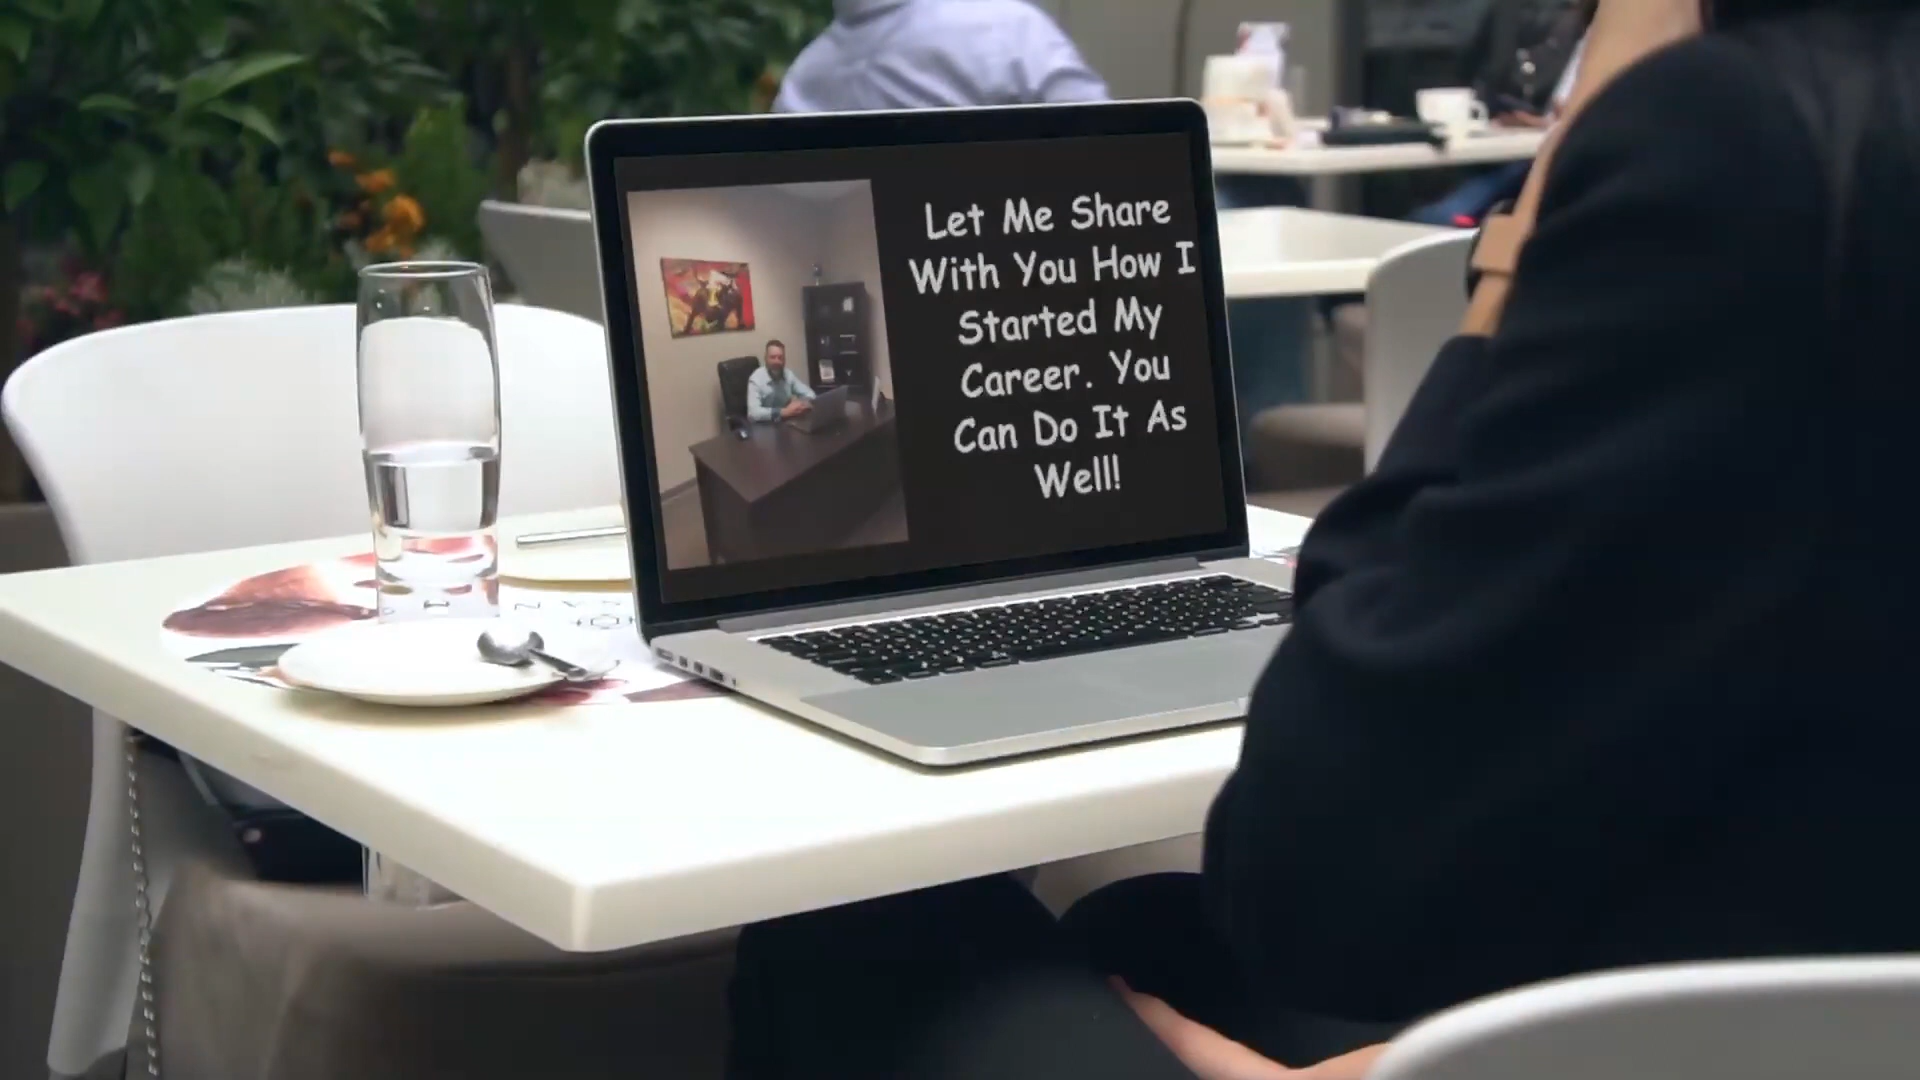 Let Me Share
With You How I
Started My
Career. You
Can Do It As
Well!